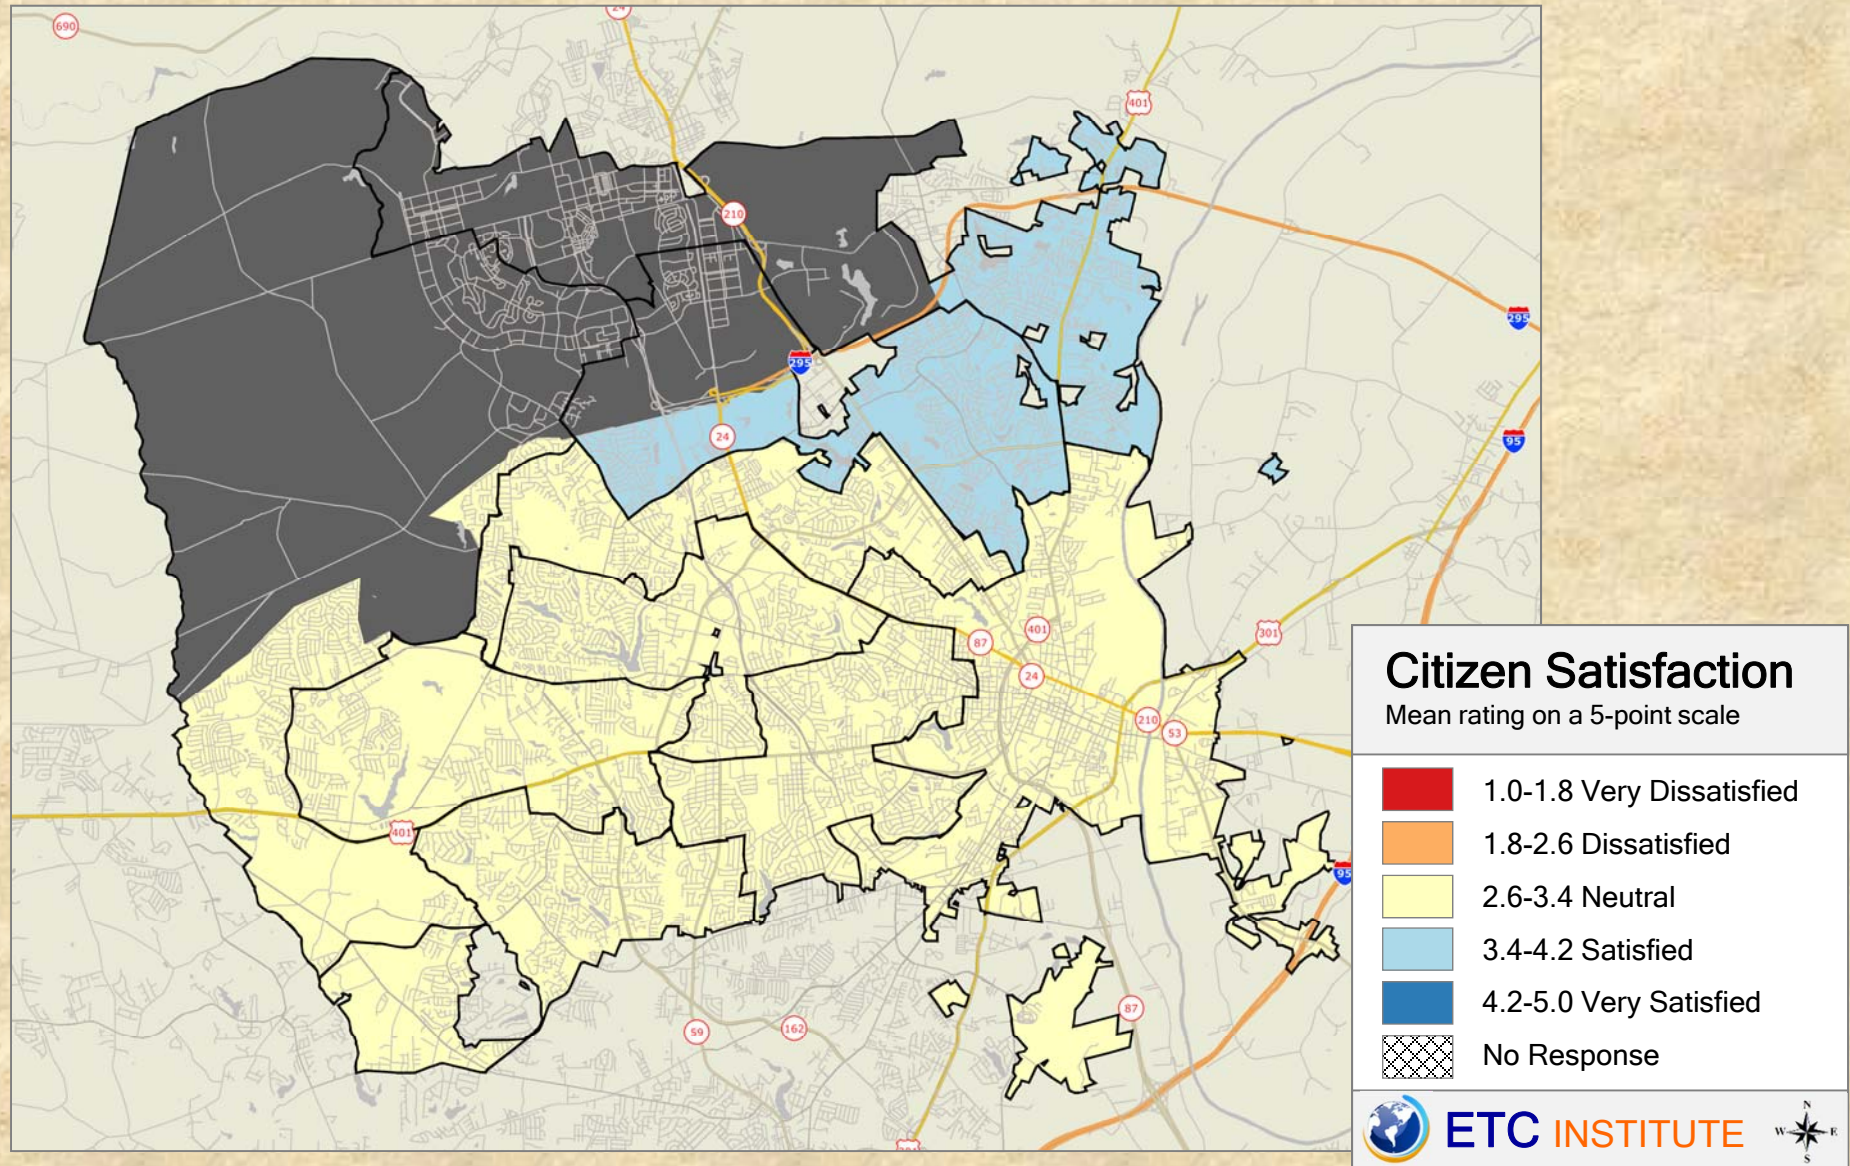 24
690
401
210
295
295
24
95
87
401
24
301
210
53
401
95
59
162
87
Citizen Satisfaction
Mean rating on a 5-point scale
1.0-1.8 Very Dissatisfied
1.8-2.6 Dissatisfied
2.6-3.4 Neutral
3.4-4.2 Satisfied
4.2-5.0 Very Satisfied
No Response
ETC INSTITUTE
N
W E
S